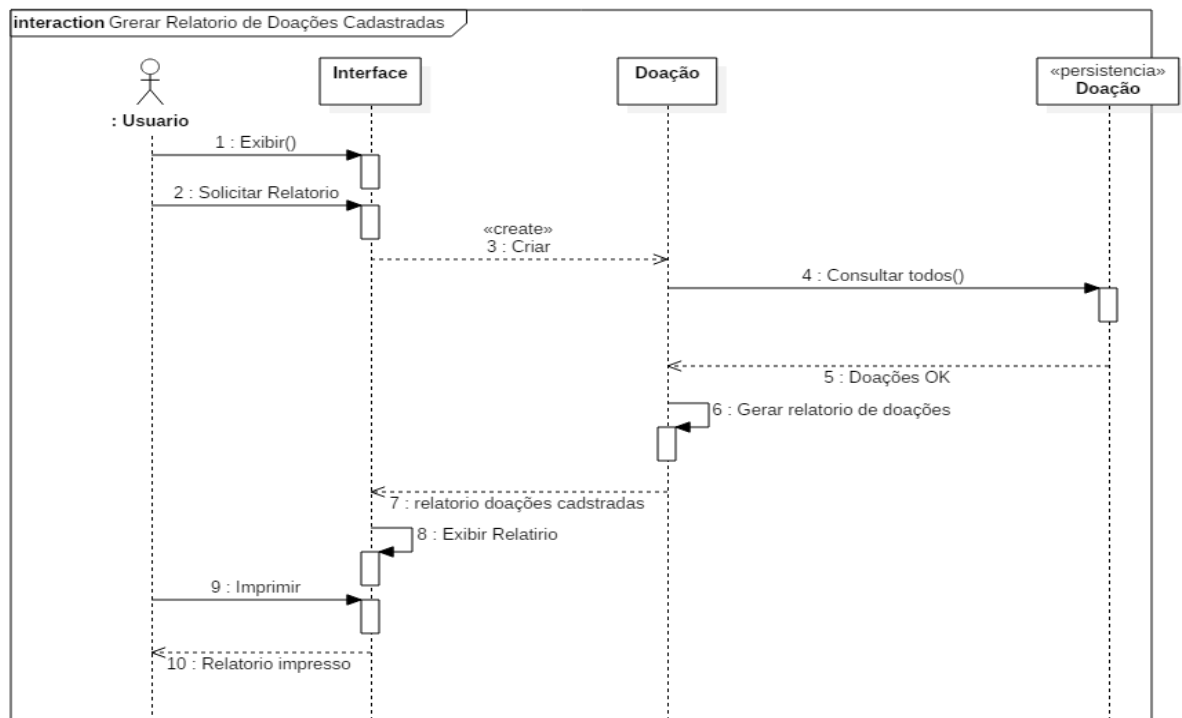 interaction Grerar Relatorio de Doações Cadastradas
Interface
Doação
«persistencia»
Doação
: Usuario
1 : Exibir()
2 : Solicitar Relatorio
«create»
3 : Criar
4 : Consultar todos()
5 : Doações OK
6 : Gerar relatorio de doações
7 : relatorio doações cadstradas
8 : Exibir Relatirio
9 : Imprimir
10 : Relatorio impresso